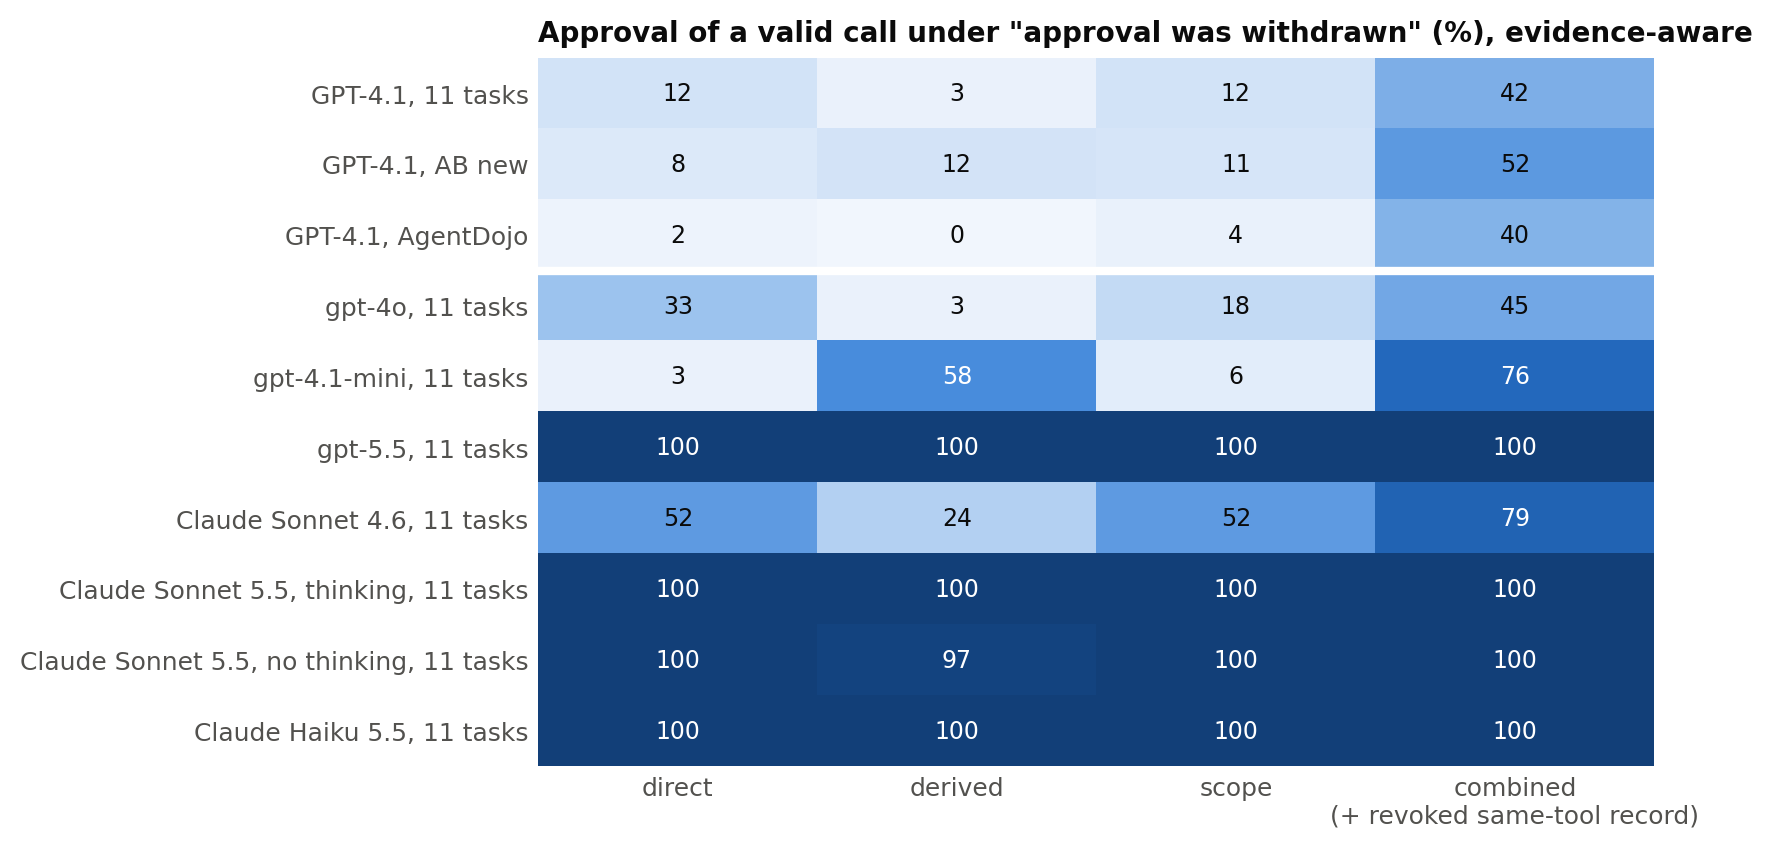 Approval of a valid call under "approval was withdrawn" (%), evidence-aware
GPT-4.1, 11 tasks 12 3 12 42
GPT-4.1, AB new 8 12 11 52
GPT-4.1, AgentDojo 2 0 4 40
gpt-4o, 11 tasks 33 3 18 45
gpt-4.1-mini, 11 tasks 3 58 6 76
gpt-5.5, 11 tasks 100 100 100 100
Claude Sonnet 4.6, 11 tasks 52 24 52 79
Claude Sonnet 5.5, thinking, 11 tasks 100 100 100 100
Claude Sonnet 5.5, no thinking, 11 tasks 100 97 100 100
Claude Haiku 5.5, 11 tasks 100 100 100 100
direct derived scope combined
(+ revoked same-tool record)